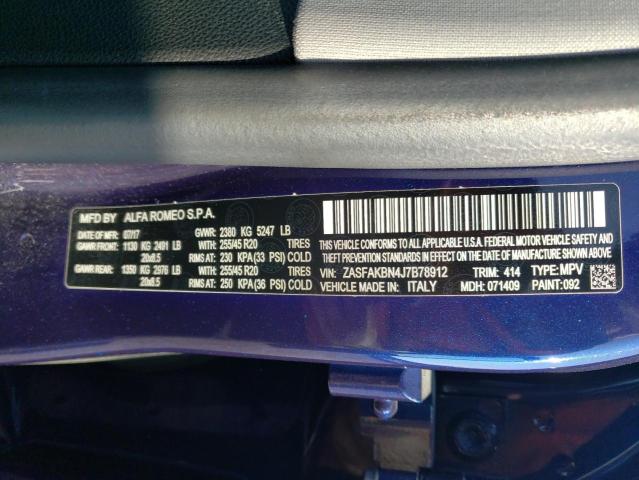 MFD BY ALFA ROMEO S.P.A.
DATE OF MFR: 07/17 GVWR: 2380 KG 5247 LB
GAWR FRONT: 1130 KG 2491 LB WITH 255/45 R20 TIRES
20x8.5 RIMS AT 230 KPA(33 PSI) COLD
GAWR REAR: 1350 KG 2976 LB WITH 255/45 R20 TIRES
20x8.5 RIMS AT 250 KPA(36 PSI) COLD
THIS VEHICLE CONFORMS TO ALL APPLICABLE U.S.A. FEDERAL MOTOR VEHICLE SAFETY, BUMPER, AND
THEFT PREVENTION STANDARDS IN EFFECT ON THE DATE OF MANUFACTURE SHOWN ABOVE.
VIN: ZASFAKBN4J7B78912 TRIM: 414 TYPE: MPV
VEHICLE MADE IN: ITALY MDH: 071409 PAINT: 092